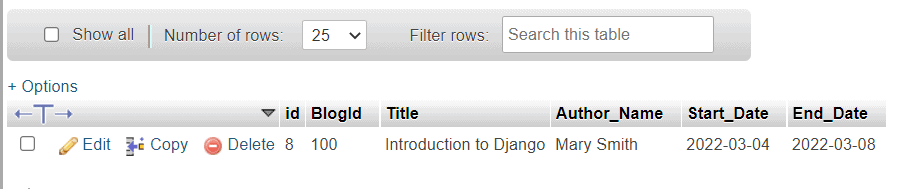 Show all Number of rows: 25 Filter rows: Search this table
+ Options
id BlogId Title Author_Name Start_Date End_Date
Edit Copy Delete 8 100 Introduction to Django Mary Smith 2022-03-04 2022-03-08